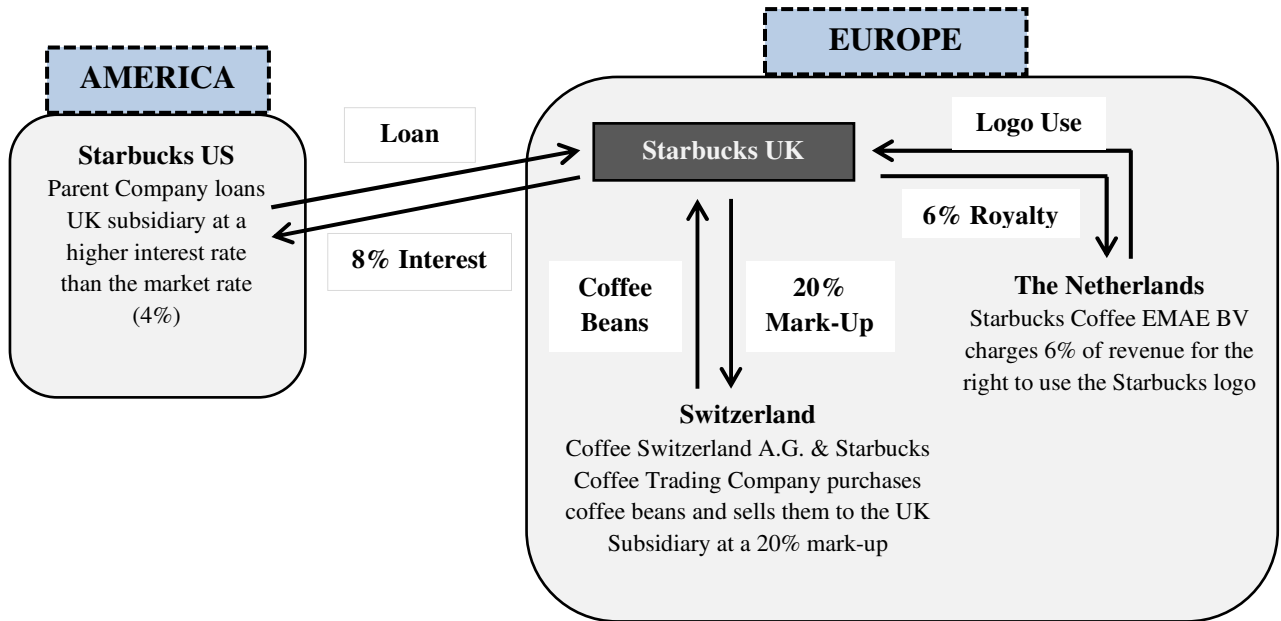 AMERICA
Starbucks US
Parent Company loans
UK subsidiary at a
higher interest rate
than the market rate
(4%)
Loan
8% Interest
EUROPE
Starbucks UK
Logo Use
6% Royalty
Coffee
Beans
20%
Mark-Up
The Netherlands
Starbucks Coffee EMAE BV
charges 6% of revenue for the
right to use the Starbucks logo
Switzerland
Coffee Switzerland A.G. & Starbucks
Coffee Trading Company purchases
coffee beans and sells them to the UK
Subsidiary at a 20% mark-up